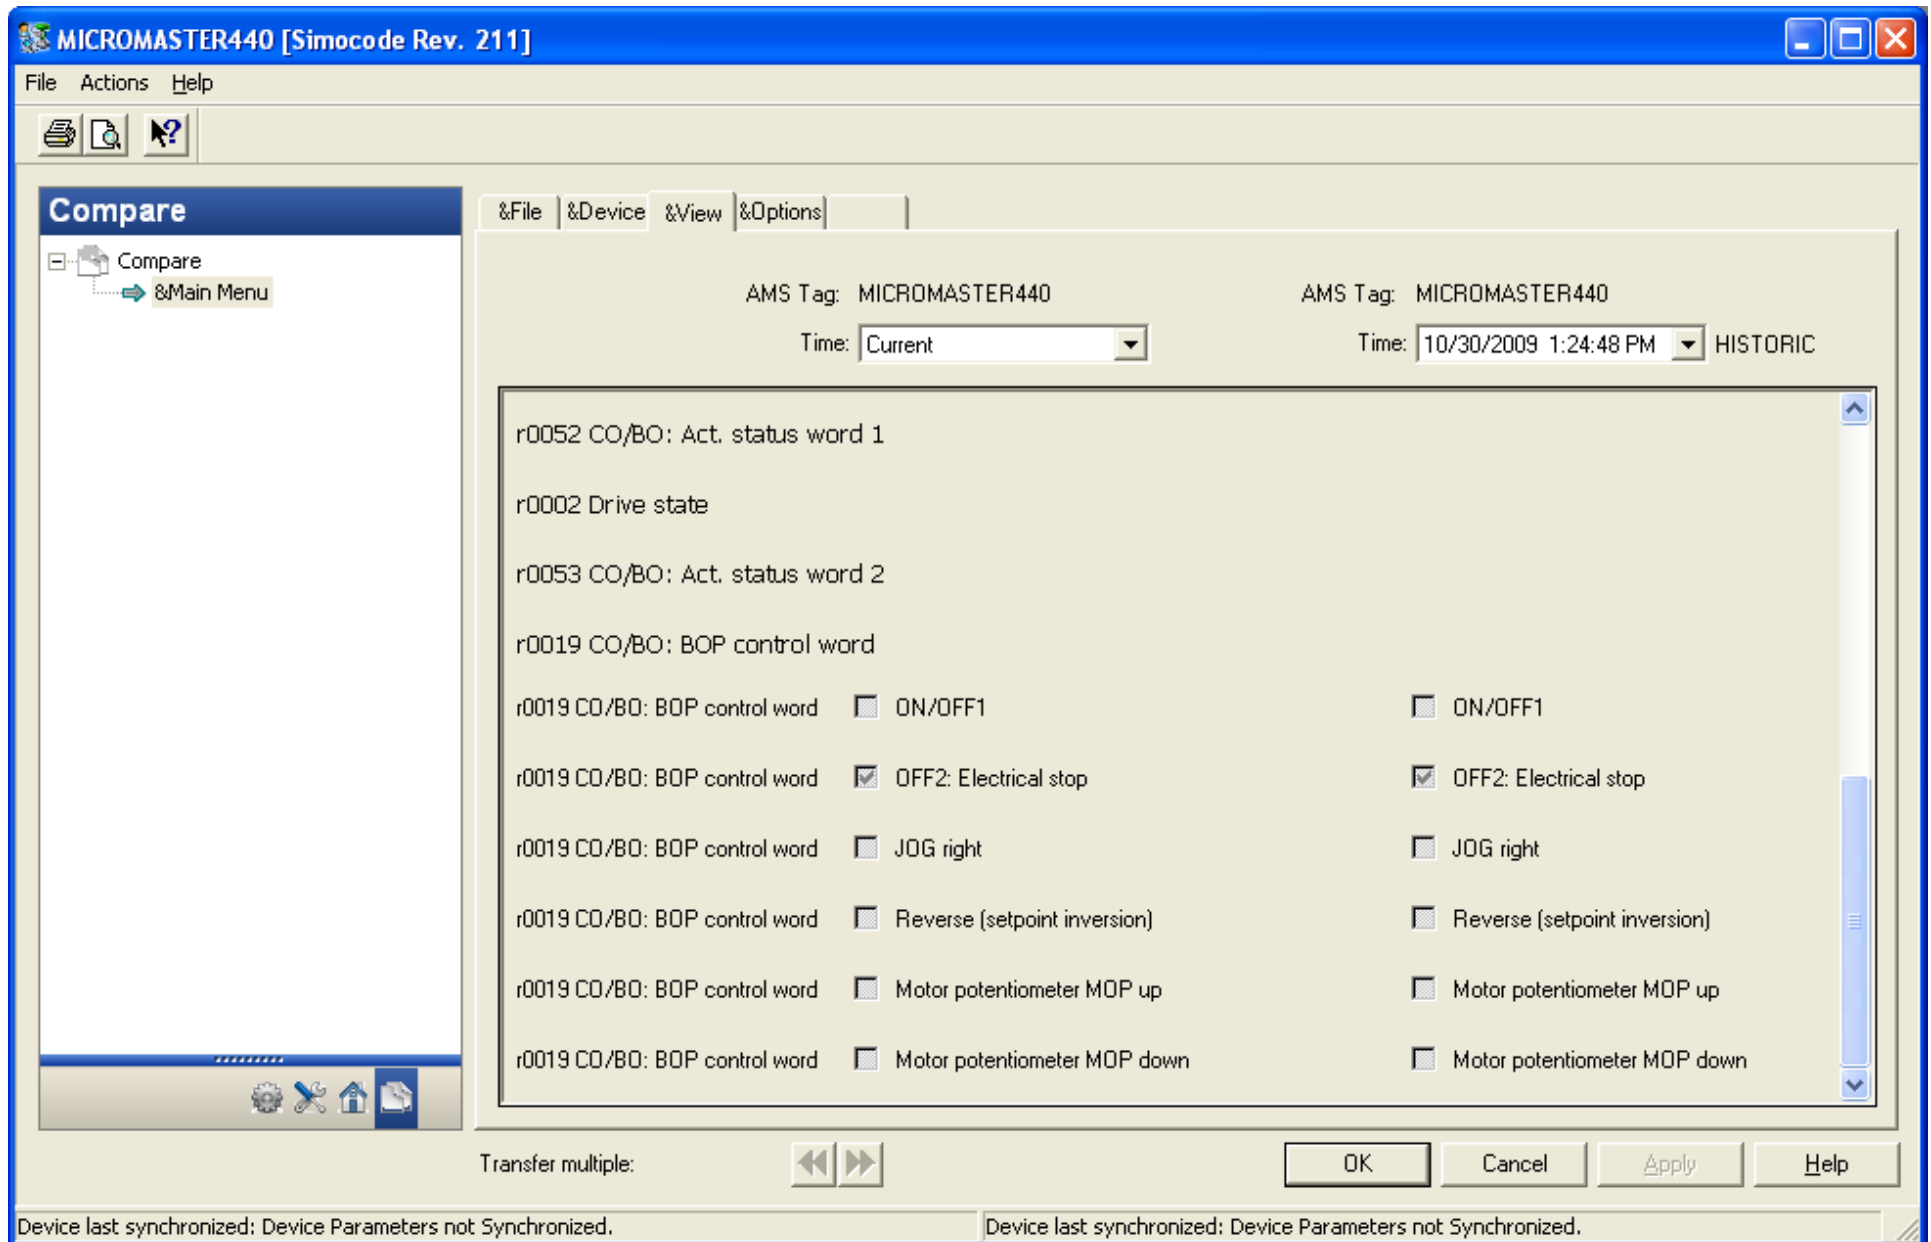 MICROMASTER440 [Simocode Rev. 211]
File Actions Help
Compare
Compare
&Main Menu
&File &Device &View &Options
AMS Tag: MICROMASTER440 AMS Tag: MICROMASTER440
Time: Current Time: 10/30/2009 1:24:48 PM HISTORIC
r0052 CO/BO: Act. status word 1
r0002 Drive state
r0053 CO/BO: Act. status word 2
r0019 CO/BO: BOP control word
r0019 CO/BO: BOP control word ON/OFF1 ON/OFF1
r0019 CO/BO: BOP control word OFF2: Electrical stop OFF2: Electrical stop
r0019 CO/BO: BOP control word JOG right JOG right
r0019 CO/BO: BOP control word Reverse (setpoint inversion) Reverse (setpoint inversion)
r0019 CO/BO: BOP control word Motor potentiometer MOP up Motor potentiometer MOP up
r0019 CO/BO: BOP control word Motor potentiometer MOP down Motor potentiometer MOP down
Transfer multiple: OK Cancel Apply Help
Device last synchronized: Device Parameters not Synchronized. Device last synchronized: Device Parameters not Synchronized.